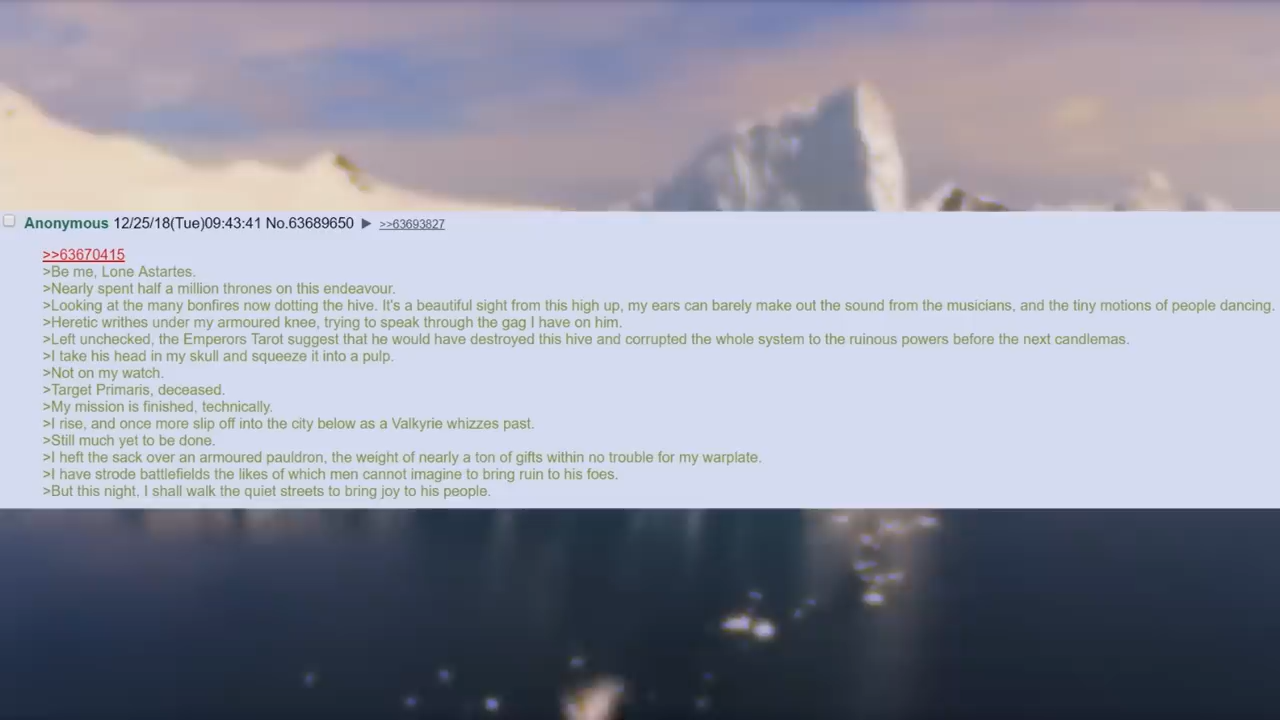 Anonymous 12/25/18(Tue)09:43:41 No.63689650 ▶ >>63693827
>>63670415
>Be me, Lone Astartes.
>Nearly spent half a million thrones on this endeavour.
>Looking at the many bonfires now dotting the hive. It's a beautiful sight from this high up, my ears can barely make out the sound from the musicians, and the tiny motions of people dancing.
>Heretic writhes under my armoured knee, trying to speak through the gag I have on him.
>Left unchecked, the Emperors Tarot suggest that he would have destroyed this hive and corrupted the whole system to the ruinous powers before the next candlemas.
>I take his head in my skull and squeeze it into a pulp.
>Not on my watch.
>Target Primaris, deceased.
>My mission is finished, technically.
>I rise, and once more slip off into the city below as a Valkyrie whizzes past.
>Still much yet to be done.
>I heft the sack over an armoured pauldron, the weight of nearly a ton of gifts within no trouble for my warplate.
>I have strode battlefields the likes of which men cannot imagine to bring ruin to his foes.
>But this night, I shall walk the quiet streets to bring joy to his people.